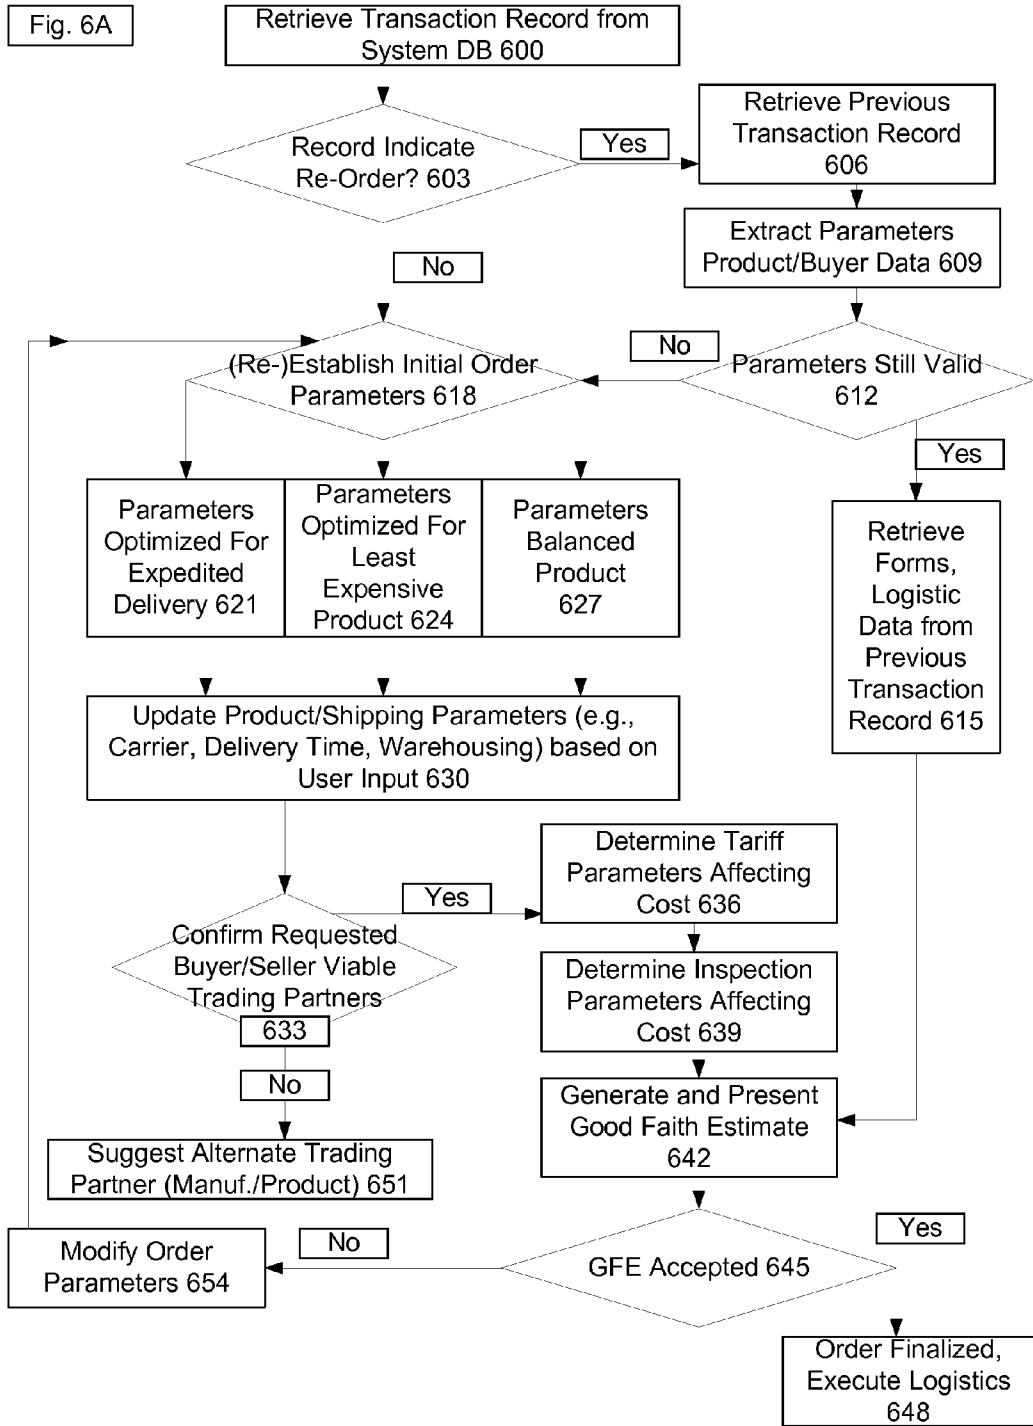 Fig. 6A
Retrieve Transaction Record from
System DB 600
Record Indicate
Re-Order? 603
Yes
Retrieve Previous
Transaction Record
606
Extract Parameters
Product/Buyer Data 609
No
(Re-)Establish Initial Order
Parameters 618
No
Parameters Still Valid
612
Yes
Parameters
Optimized For
Expedited
Delivery 621
Parameters
Optimized For
Least
Expensive
Product 624
Parameters
Balanced
Product
627
Retrieve
Forms,
Logistic
Data from
Previous
Transaction
Record 615
Update Product/Shipping Parameters (e.g.,
Carrier, Delivery Time, Warehousing) based on
User Input 630
Confirm Requested
Buyer/Seller Viable
Trading Partners
633
Yes
Determine Tariff
Parameters Affecting
Cost 636
Determine Inspection
Parameters Affecting
Cost 639
No
Generate and Present
Good Faith Estimate
642
Suggest Alternate Trading
Partner (Manuf./Product) 651
Modify Order
Parameters 654
No
GFE Accepted 645
Yes
Order Finalized,
Execute Logistics
648